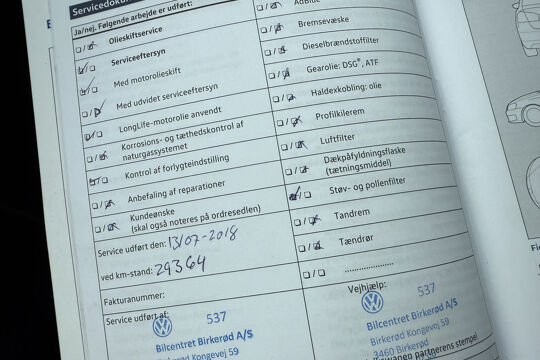 Ja/nej. Følgende arbejde er udført:
Olieskiftservice
Serviceeftersyn
Med motorolieskift
Med udvidet serviceeftersyn
LongLife-motorolie anvendt
Korrosions- og tæthedskontrol af
naturgassystemet
Kontrol af forlygteindstilling
Anbefaling af reparationer
Kundeønske
(skal også noteres på ordresedlen)
Service udført den: 13/07-2018
ved km-stand: 29364
Fakturanummer:
Service udført af:
537
Bilcentret Birkerød A/S
Birkerød Kongevej 59
AdBlue
Bremsevæske
Dieselbrændstoffilter
Gearolie: DSG®, ATF
Haldexkobling: olie
Profilkilerem
Luftfilter
Dækpåfyldningsflaske
(tætningsmiddel)
Støv- og pollenfilter
Tandrem
Tændrør
Vejhjælp:
537
Bilcentret Birkerød A/S
Birkerød Kongevej 59
3460 Birkerød
partnerens stempel